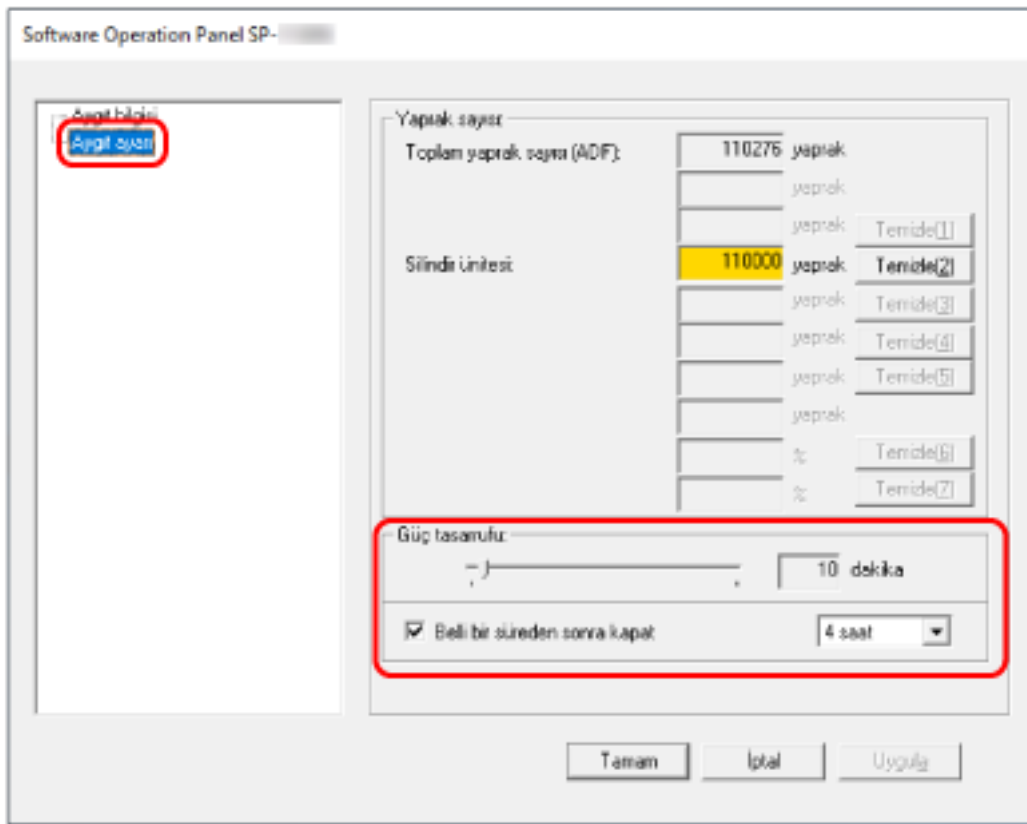 Software Operation Panel SP-
Aygıt bilgisi
Aygıt ayarı
Yaprak sayısı:
Toplam yaprak sayısı (ADF): 110276 yaprak
yaprak
yaprak Temizle(1)
Silindir ünitesi: 110000 yaprak Temizle(2)
yaprak Temizle(3)
yaprak Temizle(4)
yaprak Temizle(5)
yaprak
% Temizle(6)
% Temizle(7)
Güç tasarrufu:
10 dakika
Belli bir süreden sonra kapat 4 saat
Tamam İptal Uygula